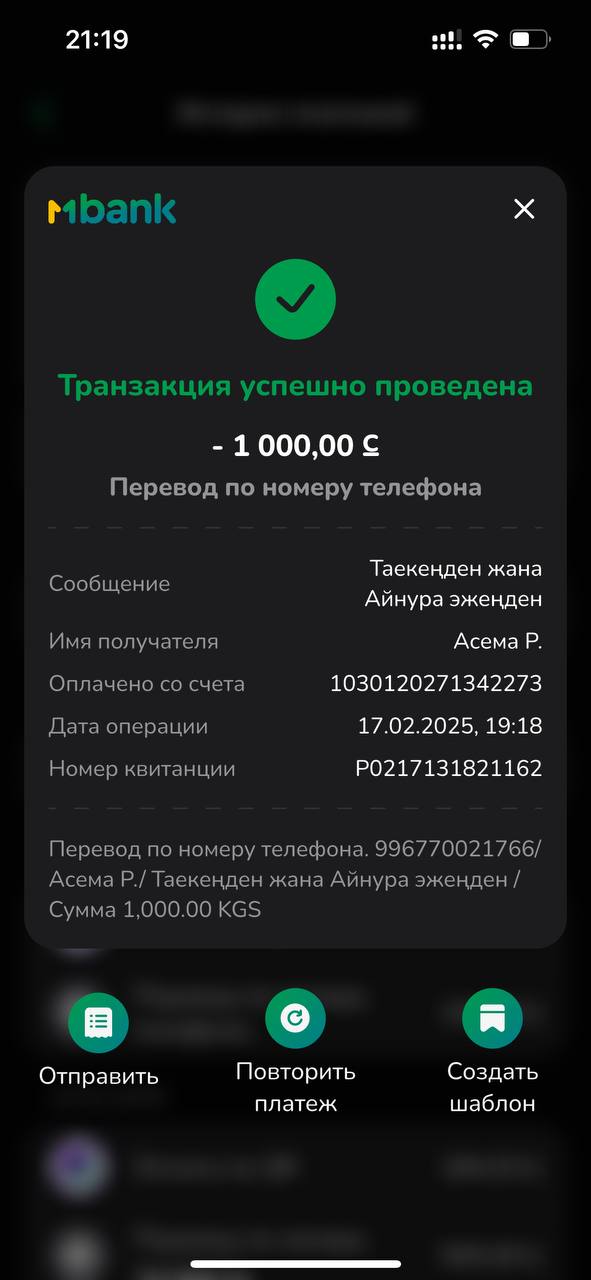 21:19
Mbank
Транзакция успешно проведена
- 1 000,00 С
Перевод по номеру телефона
Сообщение
Таекеңден жана
Айнура эжеңден
Имя получателя
Асема Р.
Оплачено со счета
1030120271342273
Дата операции
17.02.2025, 19:18
Номер квитанции
P0217131821162
Перевод по номеру телефона. 996770021766/
Асема Р./ Таекеңден жана Айнура эжеңден /
Сумма 1,000.00 KGS
Отправить
Повторить
платеж
Создать
шаблон